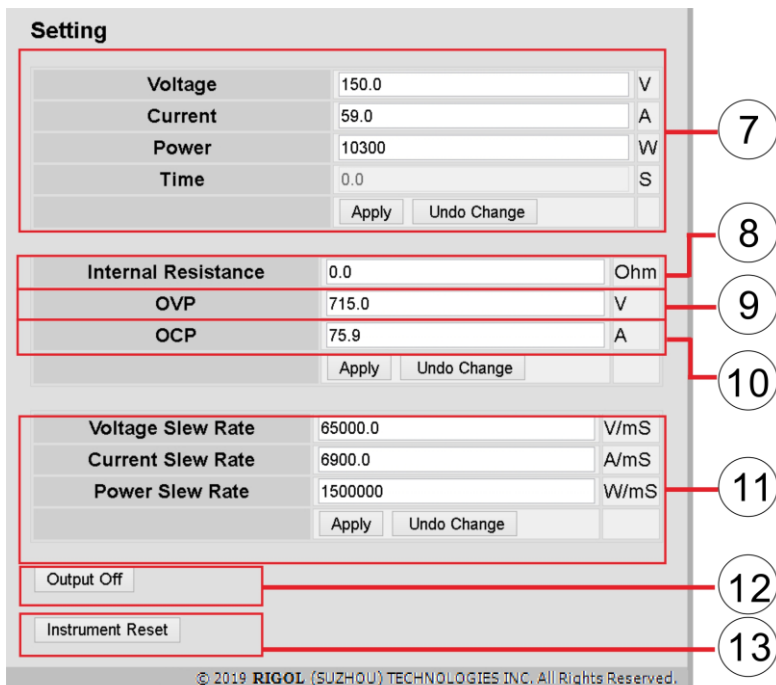 Setting
Voltage 150.0 V
Current 59.0 A
Power 10300 W
Time 0.0 S
Apply Undo Change
7
Internal Resistance 0.0 Ohm
8
OVP 715.0 V
9
OCP 75.9 A
10
Apply Undo Change
Voltage Slew Rate 65000.0 V/mS
Current Slew Rate 6900.0 A/mS
Power Slew Rate 1500000 W/mS
11
Apply Undo Change
Output Off
12
Instrument Reset
13
© 2019 RIGOL (SUZHOU) TECHNOLOGIES INC. All Rights Reserved.